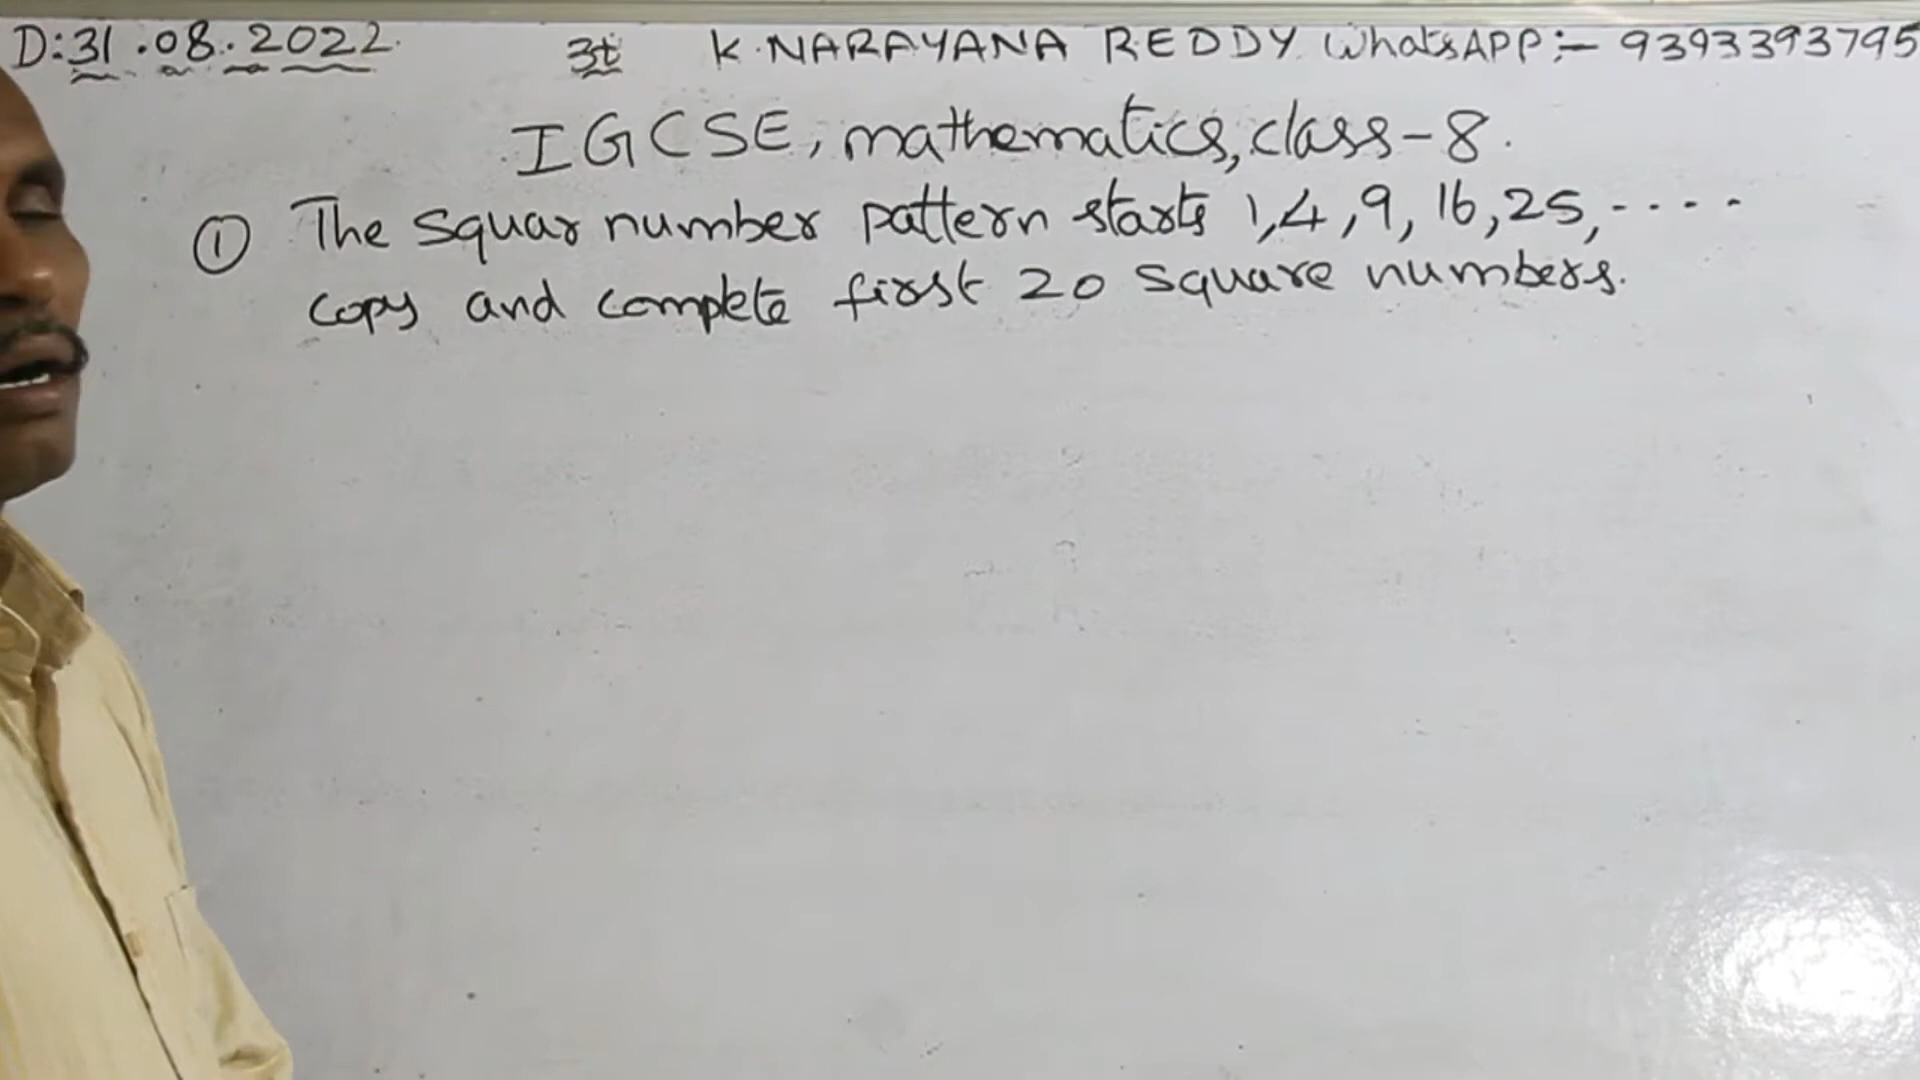 D:31.08.2022. 3t K.NARAYANA REDDY WhatsAPP:- 9393393795
IGCSE, mathematics, class-8.
① The squar number pattern starts 1,4,9,16,25,....
copy and complete first 20 square numbers.